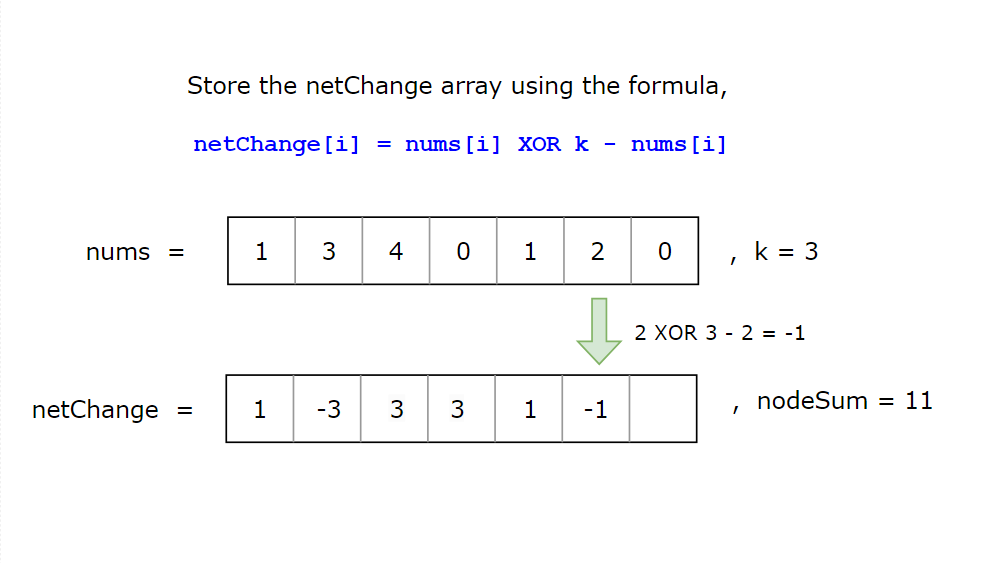 Store the netChange array using the formula,
netChange[i] = nums[i] XOR k - nums[i]
nums = 1 3 4 0 1 2 0 , k = 3
2 XOR 3 - 2 = -1
netChange = 1 -3 3 3 1 -1 , nodeSum = 11